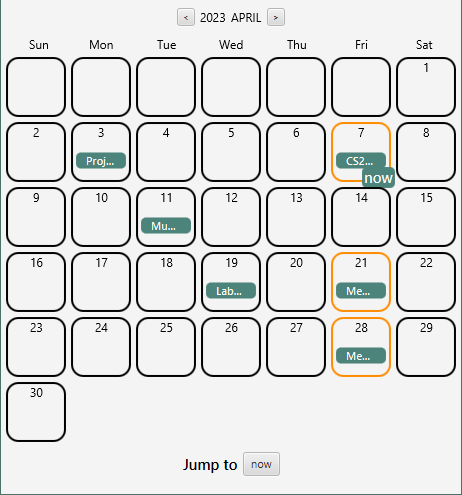 < 2023 APRIL >
Sun Mon Tue Wed Thu Fri Sat
1
2 3 4 5 6 7 8
Proj... CS2...
now
9 10 11 12 13 14 15
Mu...
16 17 18 19 20 21 22
Lab... Me...
23 24 25 26 27 28 29
Me...
30
Jump to now